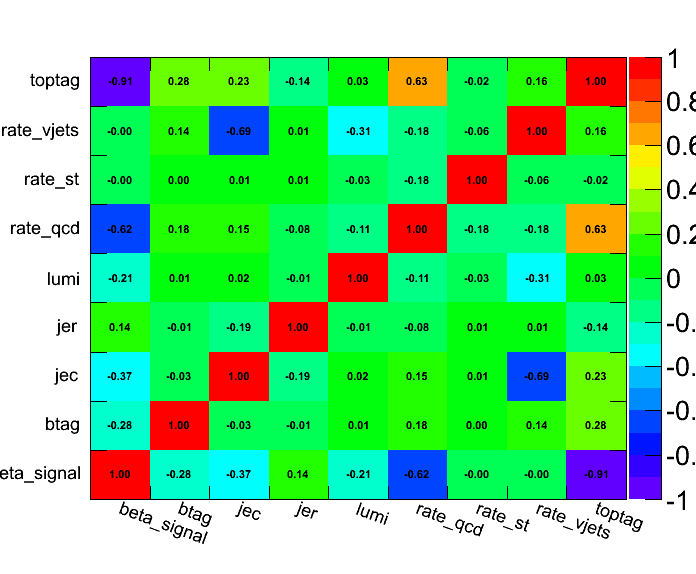 toptag -0.91 0.28 0.23 -0.14 0.03 0.63 -0.02 0.16 1.00
rate_vjets -0.00 0.14 -0.69 0.01 -0.31 -0.18 -0.06 1.00 0.16
rate_st -0.00 0.00 0.01 0.01 -0.03 -0.18 1.00 -0.06 -0.02
rate_qcd -0.62 0.18 0.15 -0.08 -0.11 1.00 -0.18 -0.18 0.63
lumi -0.21 0.01 0.02 -0.01 1.00 -0.11 -0.03 -0.31 0.03
jer 0.14 -0.01 -0.19 1.00 -0.01 -0.08 0.01 0.01 -0.14
jec -0.37 -0.03 1.00 -0.19 0.02 0.15 0.01 -0.69 0.23
btag -0.28 1.00 -0.03 -0.01 0.01 0.18 0.00 0.14 0.28
eta_signal 1.00 -0.28 -0.37 0.14 -0.21 -0.62 -0.00 -0.00 -0.91
beta_signal btag jec jer lumi rate_qcd rate_st rate_vjets toptag
1
0.8
0.6
0.4
0.2
0
-0.
-0.
-0.
-0.
-1